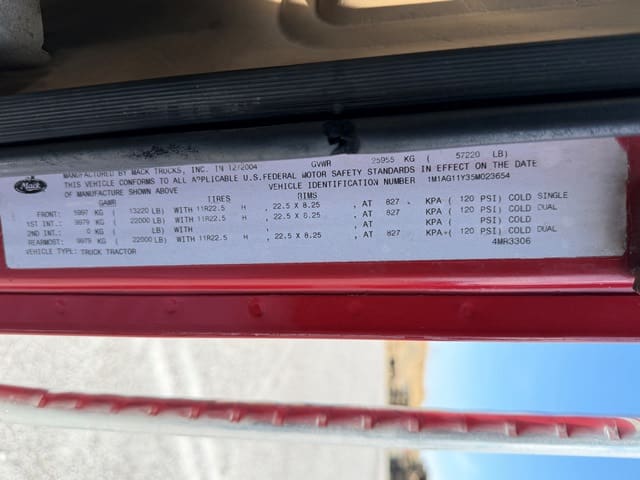 Mack
MANUFACTURED BY MACK TRUCKS, INC. IN 12/2004 GVWR 25955 KG ( 57220 LB)
THIS VEHICLE CONFORMS TO ALL APPLICABLE U.S.FEDERAL MOTOR SAFETY STANDARDS IN EFFECT ON THE DATE
OF MANUFACTURE SHOWN ABOVE VEHICLE IDENTIFICATION NUMBER 1M1AG11Y35M023654
GAWR TIRES RIMS
FRONT: 5997 KG ( 13220 LB) WITH 11R22.5 H , 22.5 X 8.25 , AT 827 KPA ( 120 PSI) COLD SINGLE
1ST INT.: 9979 KG ( 22000 LB) WITH 11R22.5 H , 22.5 X 8.25 , AT 827 KPA ( 120 PSI) COLD DUAL
2ND INT.: 0 KG ( LB) WITH , , AT KPA ( PSI) COLD
REARMOST: 9979 KG ( 22000 LB) WITH 11R22.5 H , 22.5 X 8.25 , AT 827 KPA ( 120 PSI) COLD DUAL
VEHICLE TYPE: TRUCK TRACTOR 4MR3306